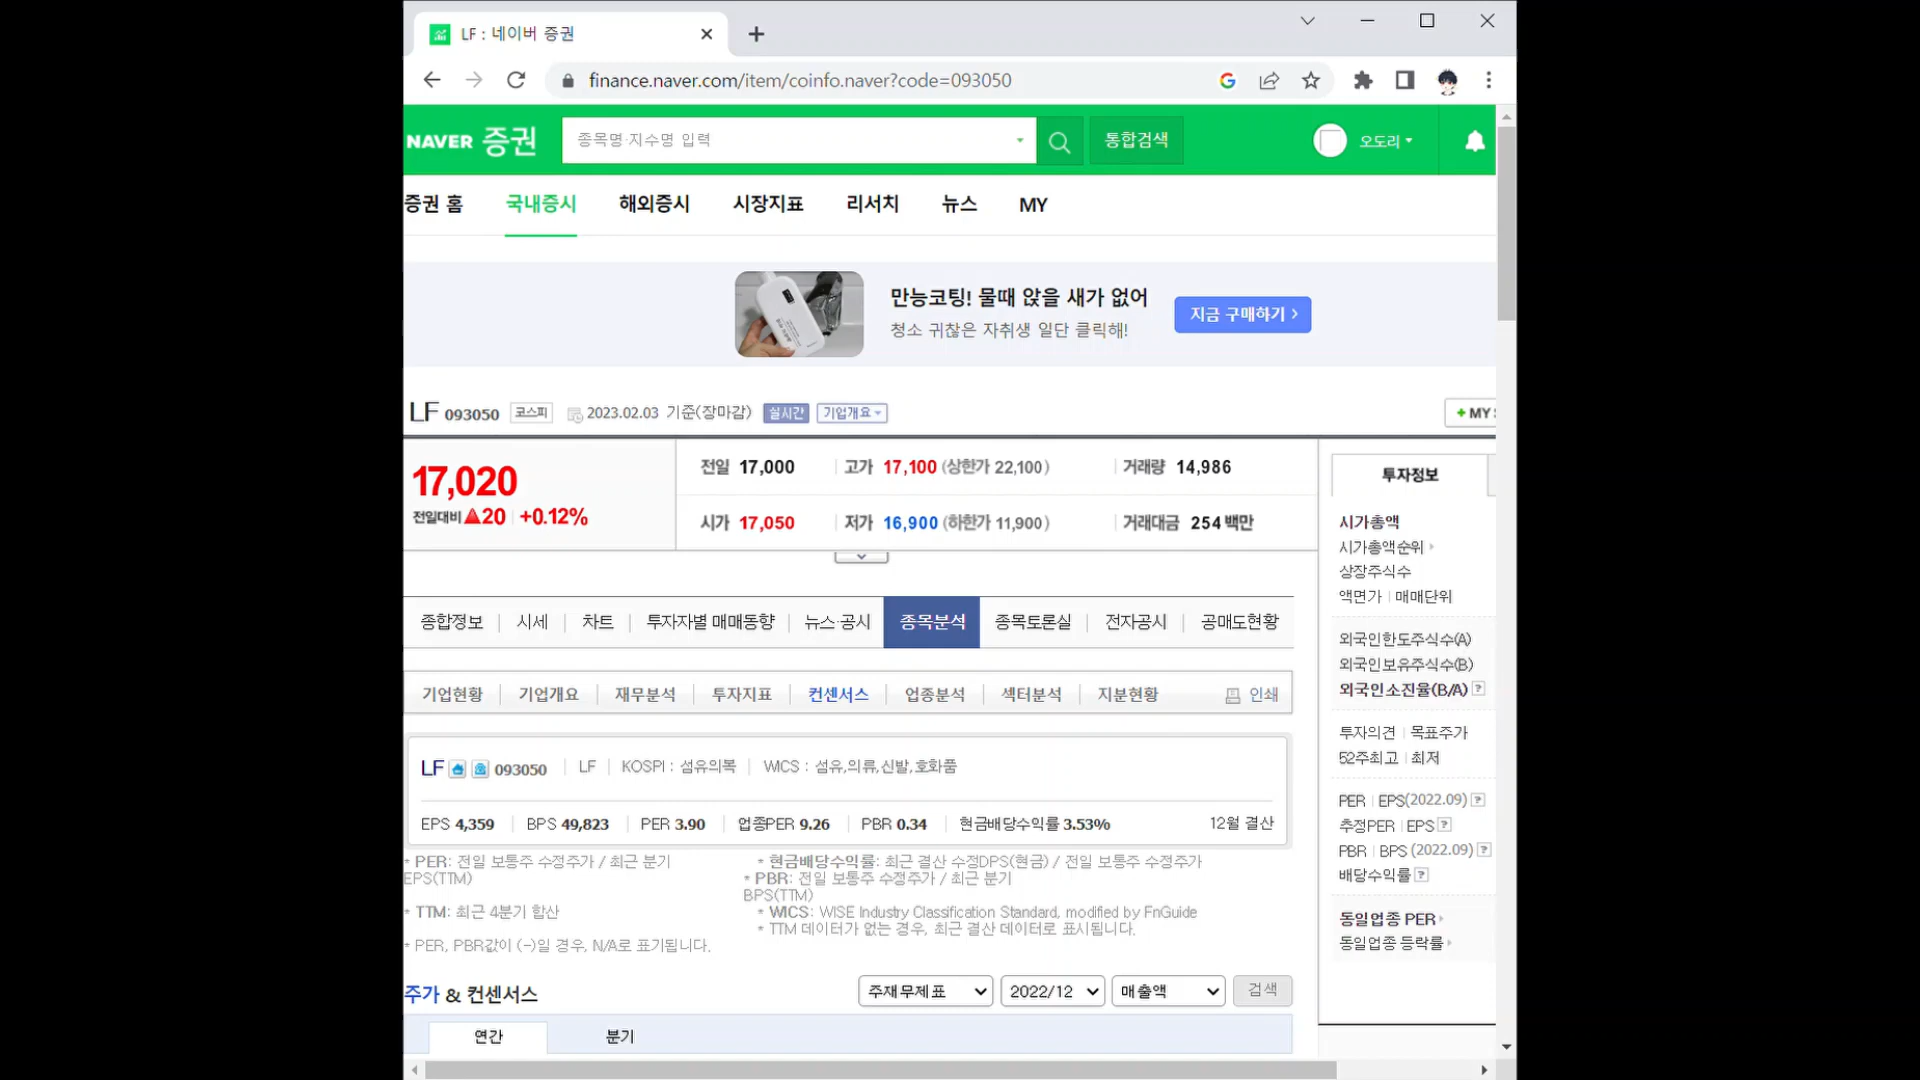 LF : 네이버 증권
finance.naver.com/item/coinfo.naver?code=093050
NAVER 증권 종목명·지수명 입력 통합검색 오도리
증권 홈 국내증시 해외증시 시장지표 리서치 뉴스 MY
만능코팅! 물때 앉을 새가 없어
청소 귀찮은 자취생 일단 클릭해!
지금 구매하기
LF 093050 코스피 2023.02.03 기준(장마감) 실시간 기업개요 + MY
17,020
전일대비 ▲20 +0.12%
전일 17,000 고가 17,100 (상한가 22,100) 거래량 14,986
시가 17,050 저가 16,900 (하한가 11,900) 거래대금 254 백만
종합정보 시세 차트 투자자별 매매동향 뉴스·공시 종목분석 종목토론실 전자공시 공매도현황
기업현황 기업개요 재무분석 투자지표 컨센서스 업종분석 섹터분석 지분현황 인쇄
LF 093050 LF KOSPI : 섬유의복 WICS : 섬유,의류,신발,호화품
EPS 4,359 BPS 49,823 PER 3.90 업종PER 9.26 PBR 0.34 현금배당수익률 3.53% 12월 결산
* PER: 전일 보통주 수정주가 / 최근 분기 EPS(TTM)
* 현금배당수익률: 최근 결산 수정DPS(현금) / 전일 보통주 수정주가
* PBR: 전일 보통주 수정주가 / 최근 분기
BPS(TTM)
* TTM: 최근 4분기 합산
* WICS: WISE Industry Classification Standard, modified by FnGuide
* TTM 데이터가 없는 경우, 최근 결산 데이터로 표시됩니다.
* PER, PBR값이 (-)일 경우, N/A로 표기됩니다.
주가 & 컨센서스 주재무제표 2022/12 매출액 검색
연간 분기
투자정보
시가총액
시가총액순위
상장주식수
액면가 매매단위
외국인한도주식수(A)
외국인보유주식수(B)
외국인소진율(B/A) ?
투자의견 목표주가
52주최고 최저
PER EPS(2022.09) ?
추정PER EPS ?
PBR BPS (2022.09) ?
배당수익률 ?
동일업종 PER
동일업종 등락률